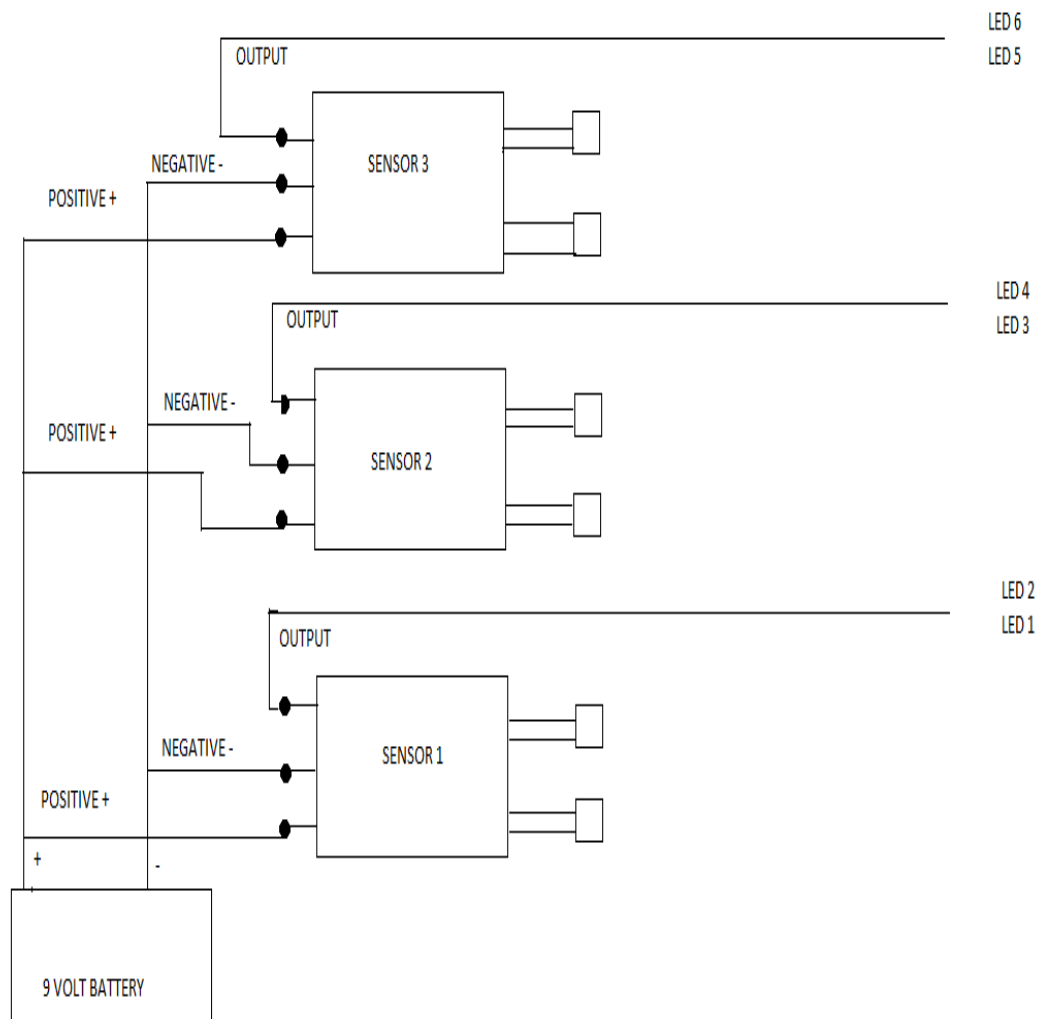 LED 6
OUTPUT
LED 5
NEGATIVE -
SENSOR 3
POSITIVE +
LED 4
OUTPUT
LED 3
NEGATIVE -
POSITIVE +
SENSOR 2
LED 2
OUTPUT
LED 1
NEGATIVE -
SENSOR 1
POSITIVE +
+
-
9 VOLT BATTERY